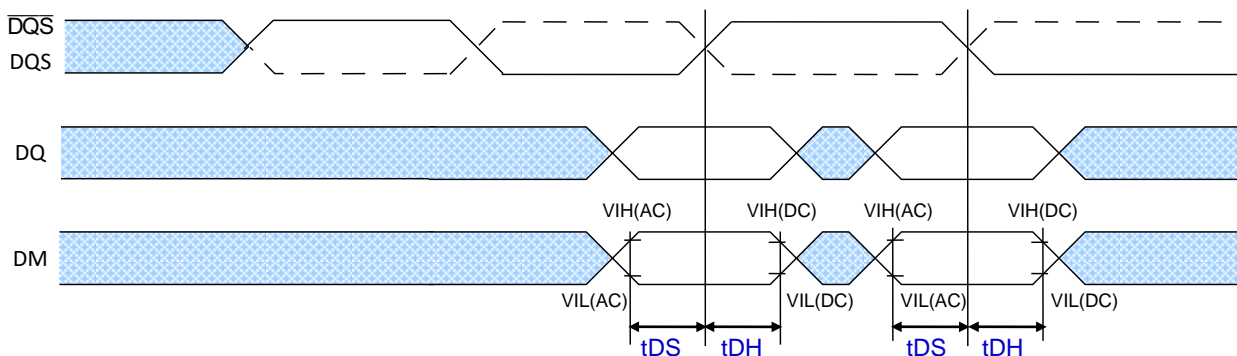 D̅Q̅S̅
DQS
DQ
VIH(AC) VIH(DC) VIH(AC) VIH(DC)
DM
VIL(AC) VIL(DC) VIL(AC) VIL(DC)
tDS tDH tDS tDH